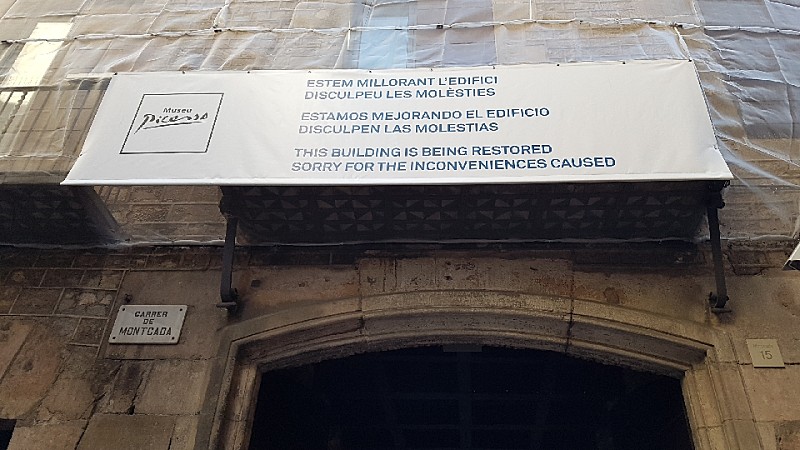 Museu
Picasso
ESTEM MILLORANT L'EDIFICI
DISCULPEU LES MOLÈSTIES
ESTAMOS MEJORANDO EL EDIFICIO
DISCULPEN LAS MOLESTIAS
THIS BUILDING IS BEING RESTORED
SORRY FOR THE INCONVENIENCES CAUSED
CARRER
DE
MONTCADA
15